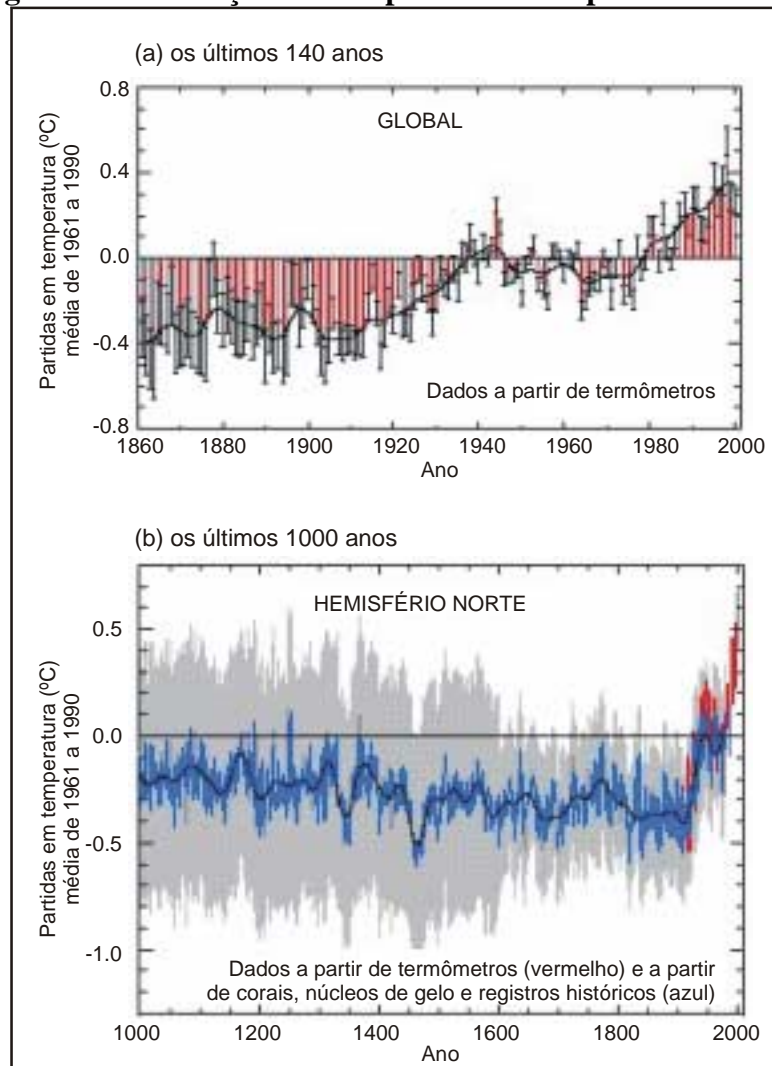 (a) os últimos 140 anos
GLOBAL
Partidas em temperatura (ºC)
média de 1961 a 1990
0.8
0.4
0.0
-0.4
-0.8
Dados a partir de termômetros
1860 1880 1900 1920 1940 1960 1980 2000
Ano
(b) os últimos 1000 anos
HEMISFÉRIO NORTE
Partidas em temperatura (ºC)
média de 1961 a 1990
0.5
0.0
-0.5
-1.0
Dados a partir de termômetros (vermelho) e a partir
de corais, núcleos de gelo e registros históricos (azul)
1000 1200 1400 1600 1800 2000
Ano